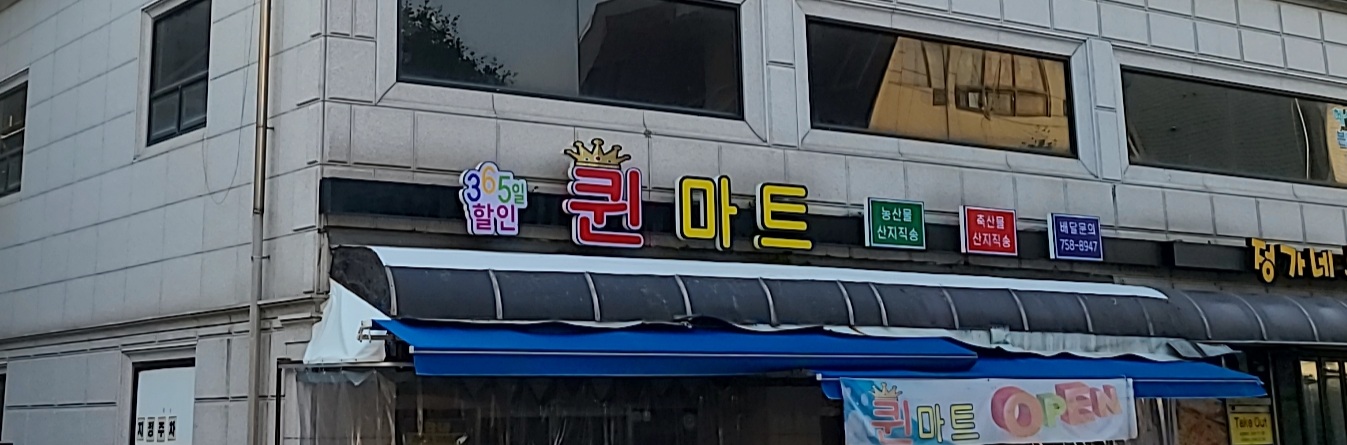 365일
할인
퀸 마트
농산물
산지직송
축산물
산지직송
배달문의
758-8947
정가네
퀸마트 OPEN
Take Out
지정주차